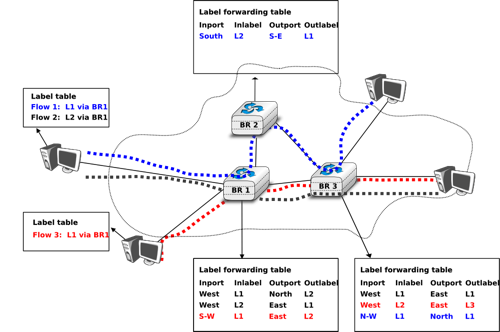 Label forwarding table
Inport Inlabel Outport Outlabel
South L2 S-E L1
Label table
Flow 1: L1 via BR1
Flow 2: L2 via BR1
BR 2
BR 1
BR 3
Label table
Flow 3: L1 via BR1
Label forwarding table
Inport Inlabel Outport Outlabel
West L1 North L2
West L2 East L1
S-W L1 East L2
Label forwarding table
Inport Inlabel Outport Outlabel
West L1 East L1
West L2 East L3
N-W L1 North L1